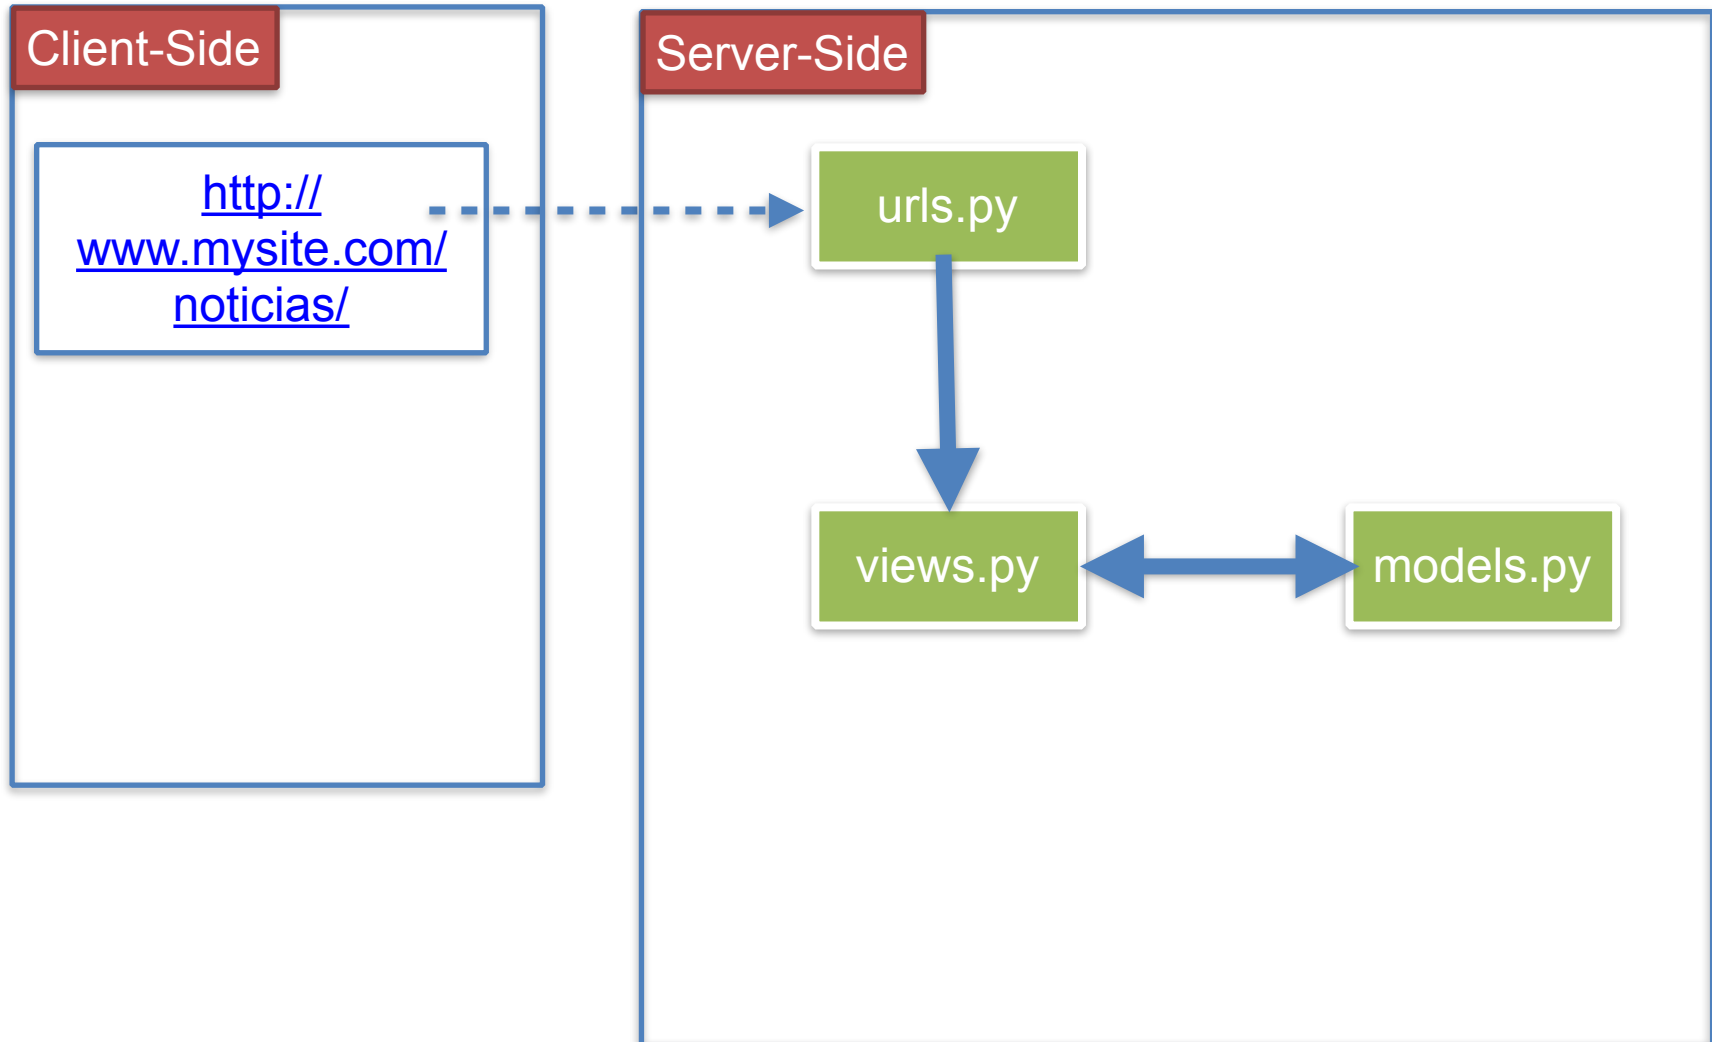 Client-Side
Server-Side
http://
www.mysite.com/
noticias/
urls.py
views.py
models.py